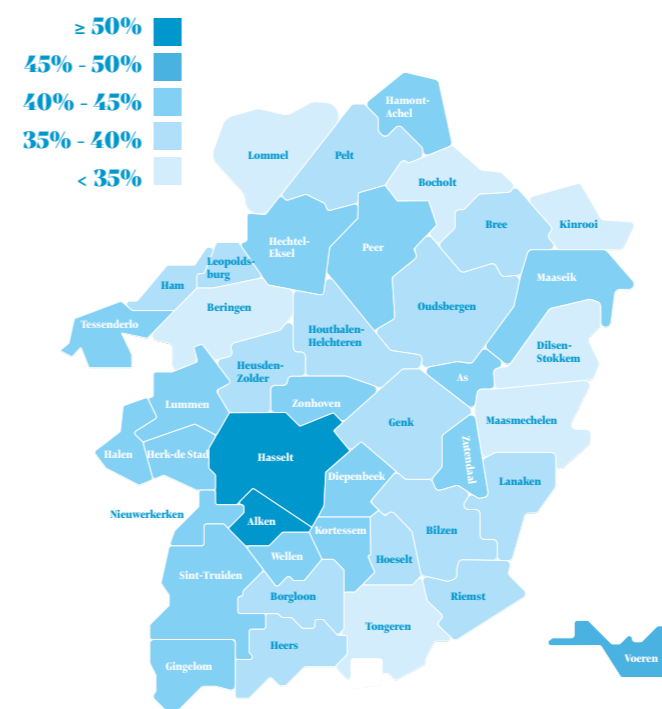 ≥ 50%
45% - 50%
40% - 45%
35% - 40%
< 35%
Hamont-
Achel
Lommel
Pelt
Bocholt
Bree
Kinrooi
Hechtel-
Eksel
Peer
Leopolds-
burg
Ham
Maaseik
Beringen
Oudsbergen
Tessenderlo
Houthalen-
Helchteren
Dilsen-
Stokkem
Heusden-
Zolder
As
Lummen
Zonhoven
Genk
Maasmechelen
Halen
Herk-de Stad
Hasselt
Zutendaal
Diepenbeek
Lanaken
Nieuwerkerken
Alken
Kortessem
Bilzen
Wellen
Hoeselt
Sint-Truiden
Borgloon
Riemst
Tongeren
Heers
Voeren
Gingelom